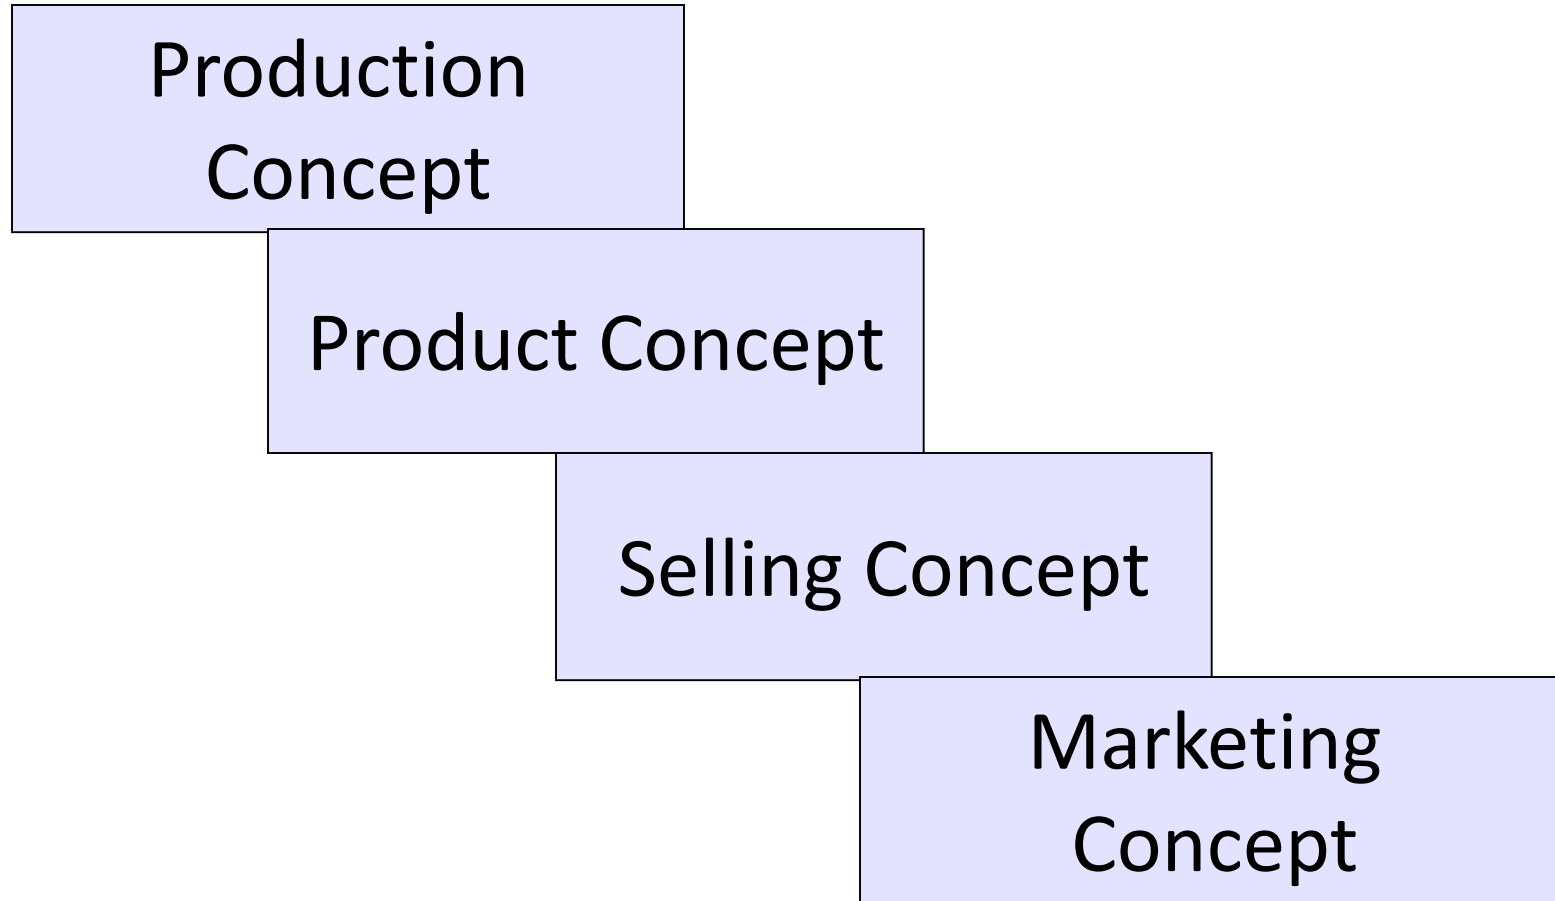 Production
Concept
Product Concept
Selling Concept
Marketing
Concept